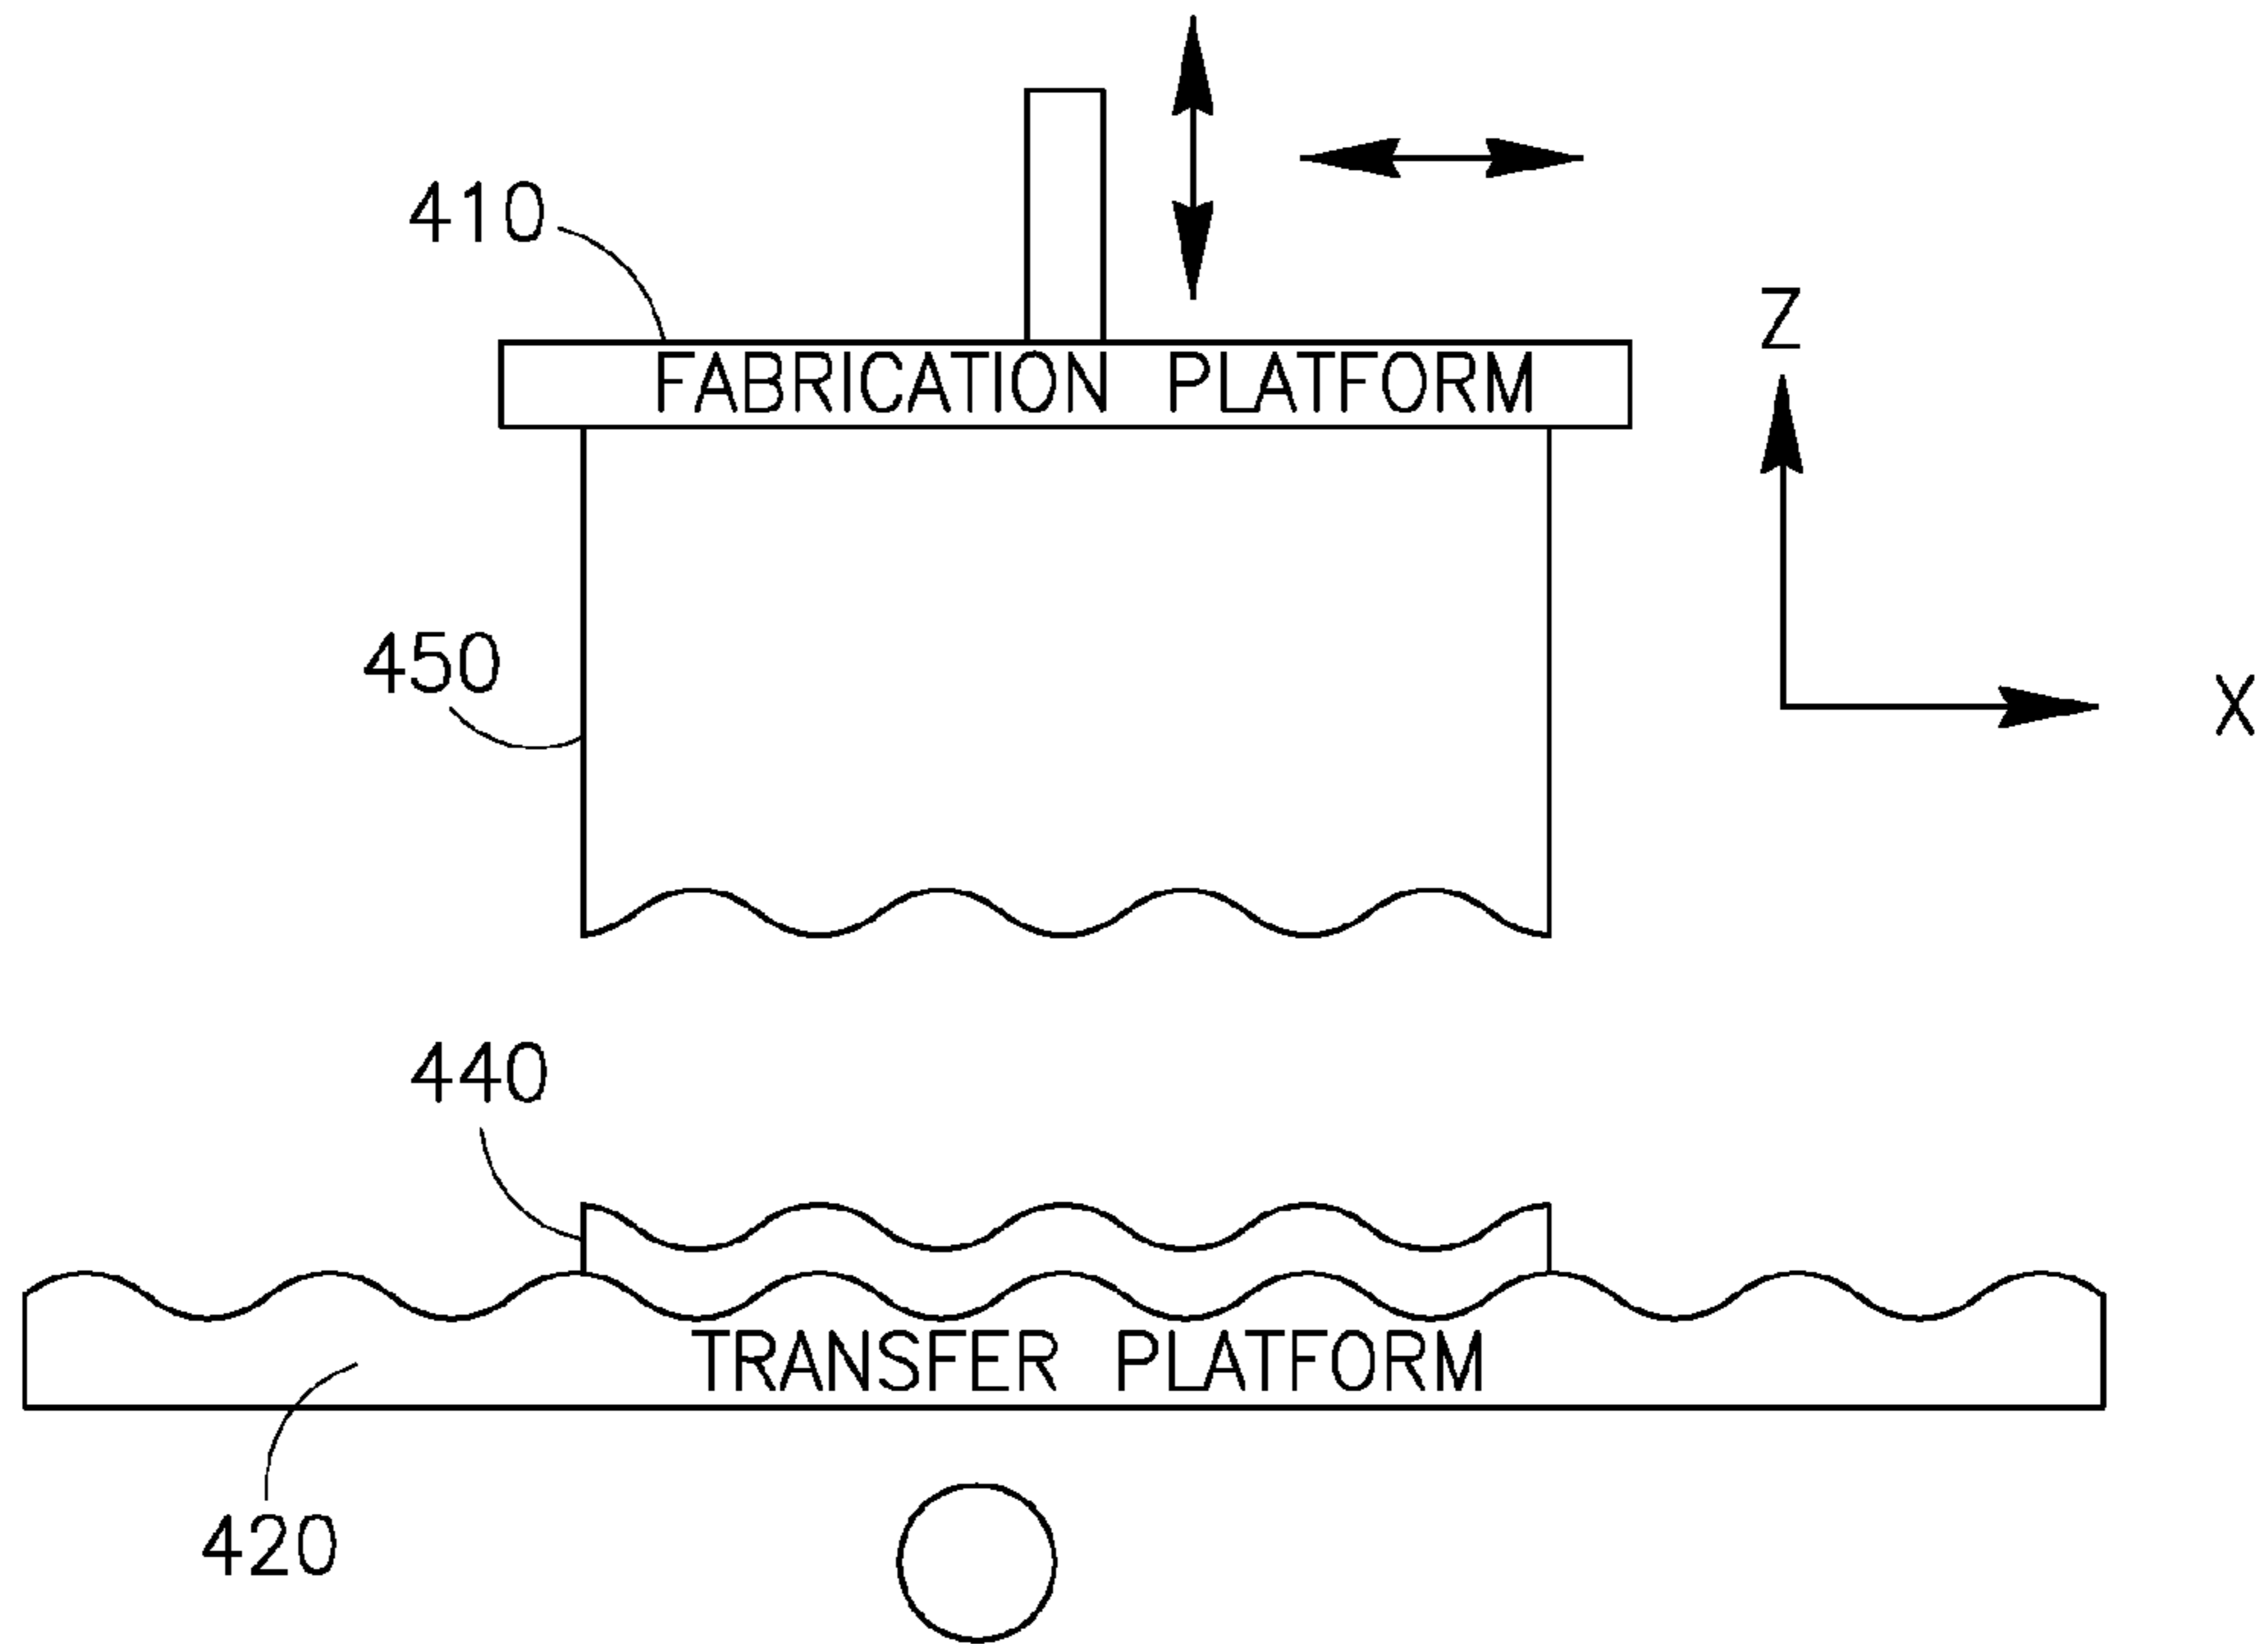 410
FABRICATION PLATFORM
Z
450
X
440
TRANSFER PLATFORM
420